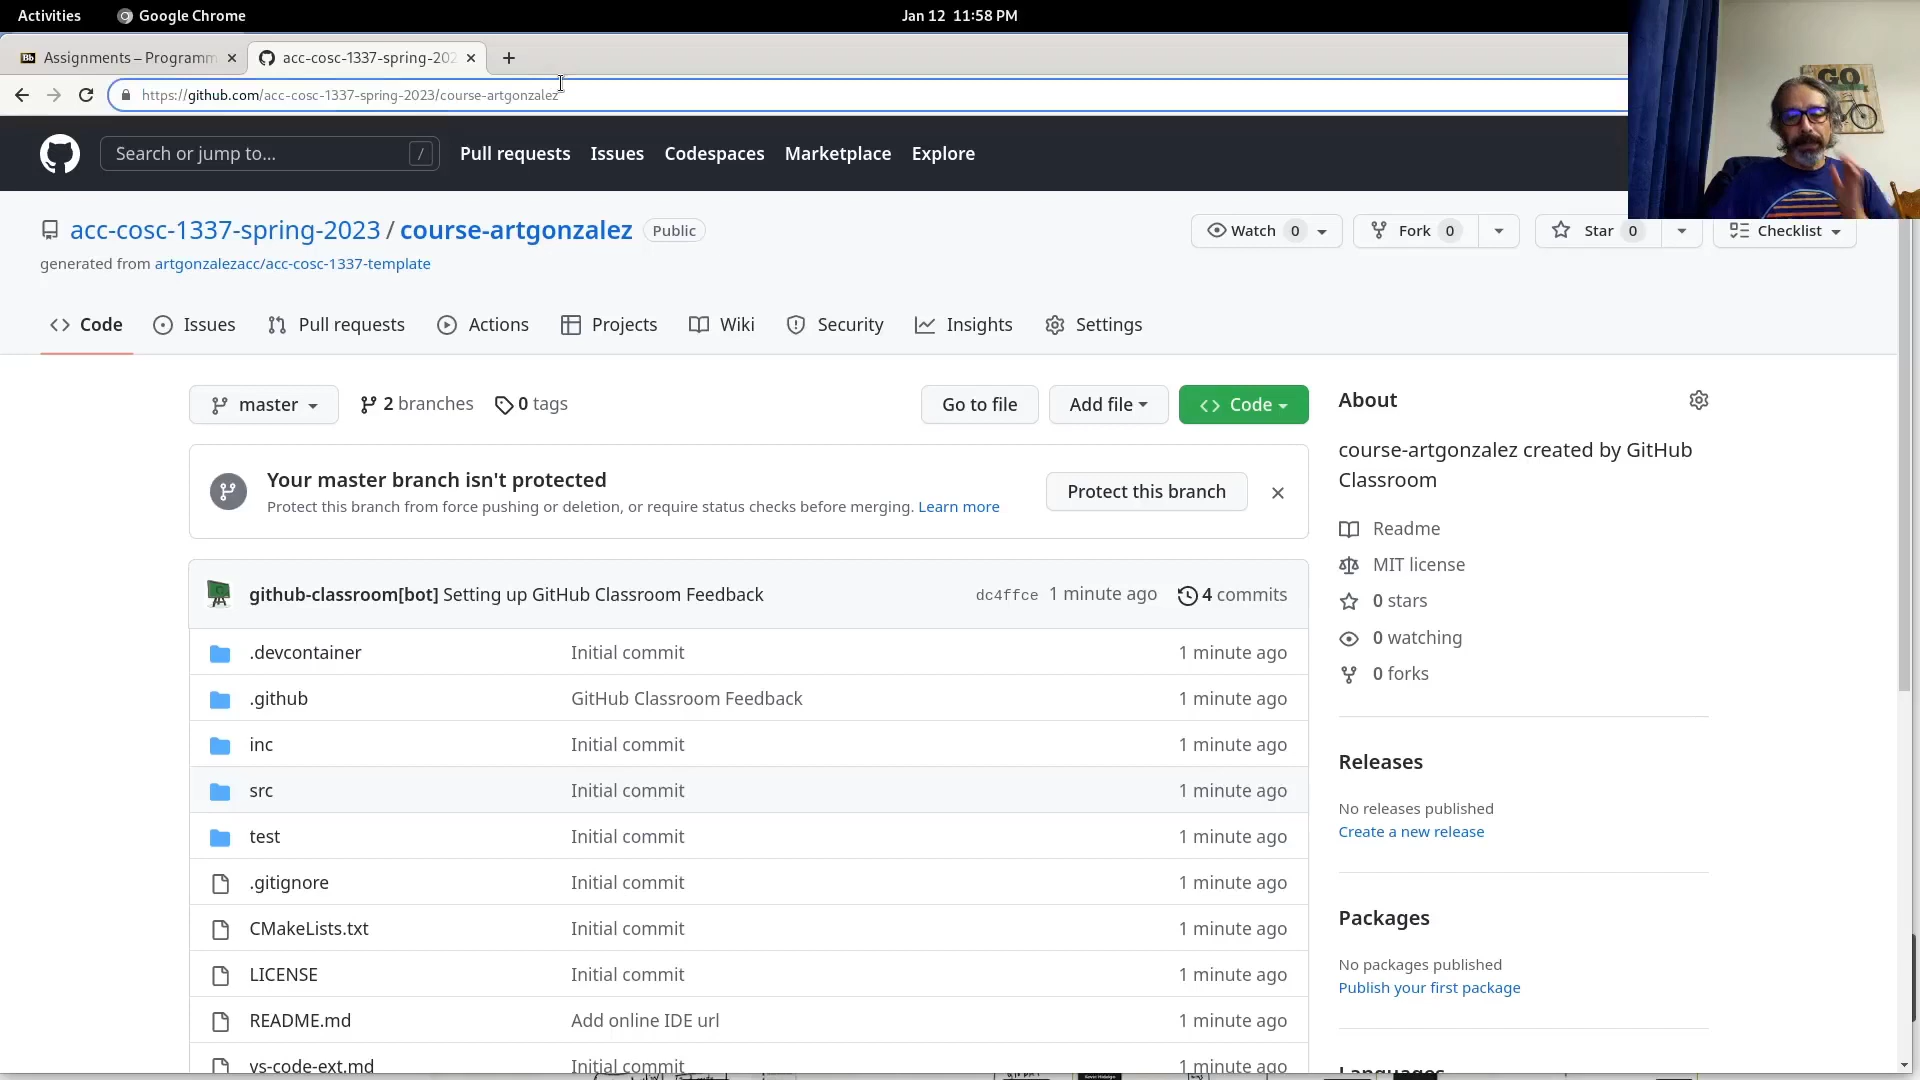 Activities
Google Chrome
Jan 12 11:58 PM
Bb
Assignments – Programm
acc-cosc-1337-spring-202
https://github.com/acc-cosc-1337-spring-2023/course-artgonzalez
GO
Search or jump to...
/
Pull requests
Issues
Codespaces
Marketplace
Explore
acc-cosc-1337-spring-2023 / course-artgonzalez
Public
Watch 0
Fork 0
Star 0
Checklist
generated from artgonzalezacc/acc-cosc-1337-template
Code
Issues
Pull requests
Actions
Projects
Wiki
Security
Insights
Settings
master
2 branches
0 tags
Go to file
Add file
Code
About
course-artgonzalez created by GitHub
Classroom
Your master branch isn't protected
Protect this branch from force pushing or deletion, or require status checks before merging. Learn more
Protect this branch
Readme
MIT license
0 stars
0 watching
0 forks
github-classroom[bot] Setting up GitHub Classroom Feedback
dc4ffce 1 minute ago
4 commits
.devcontainer Initial commit 1 minute ago
.github GitHub Classroom Feedback 1 minute ago
inc Initial commit 1 minute ago
src Initial commit 1 minute ago
test Initial commit 1 minute ago
.gitignore Initial commit 1 minute ago
CMakeLists.txt Initial commit 1 minute ago
LICENSE Initial commit 1 minute ago
README.md Add online IDE url 1 minute ago
vs-code-ext.md Initial commit 1 minute ago
Releases
No releases published
Create a new release
Packages
No packages published
Publish your first package
Languages